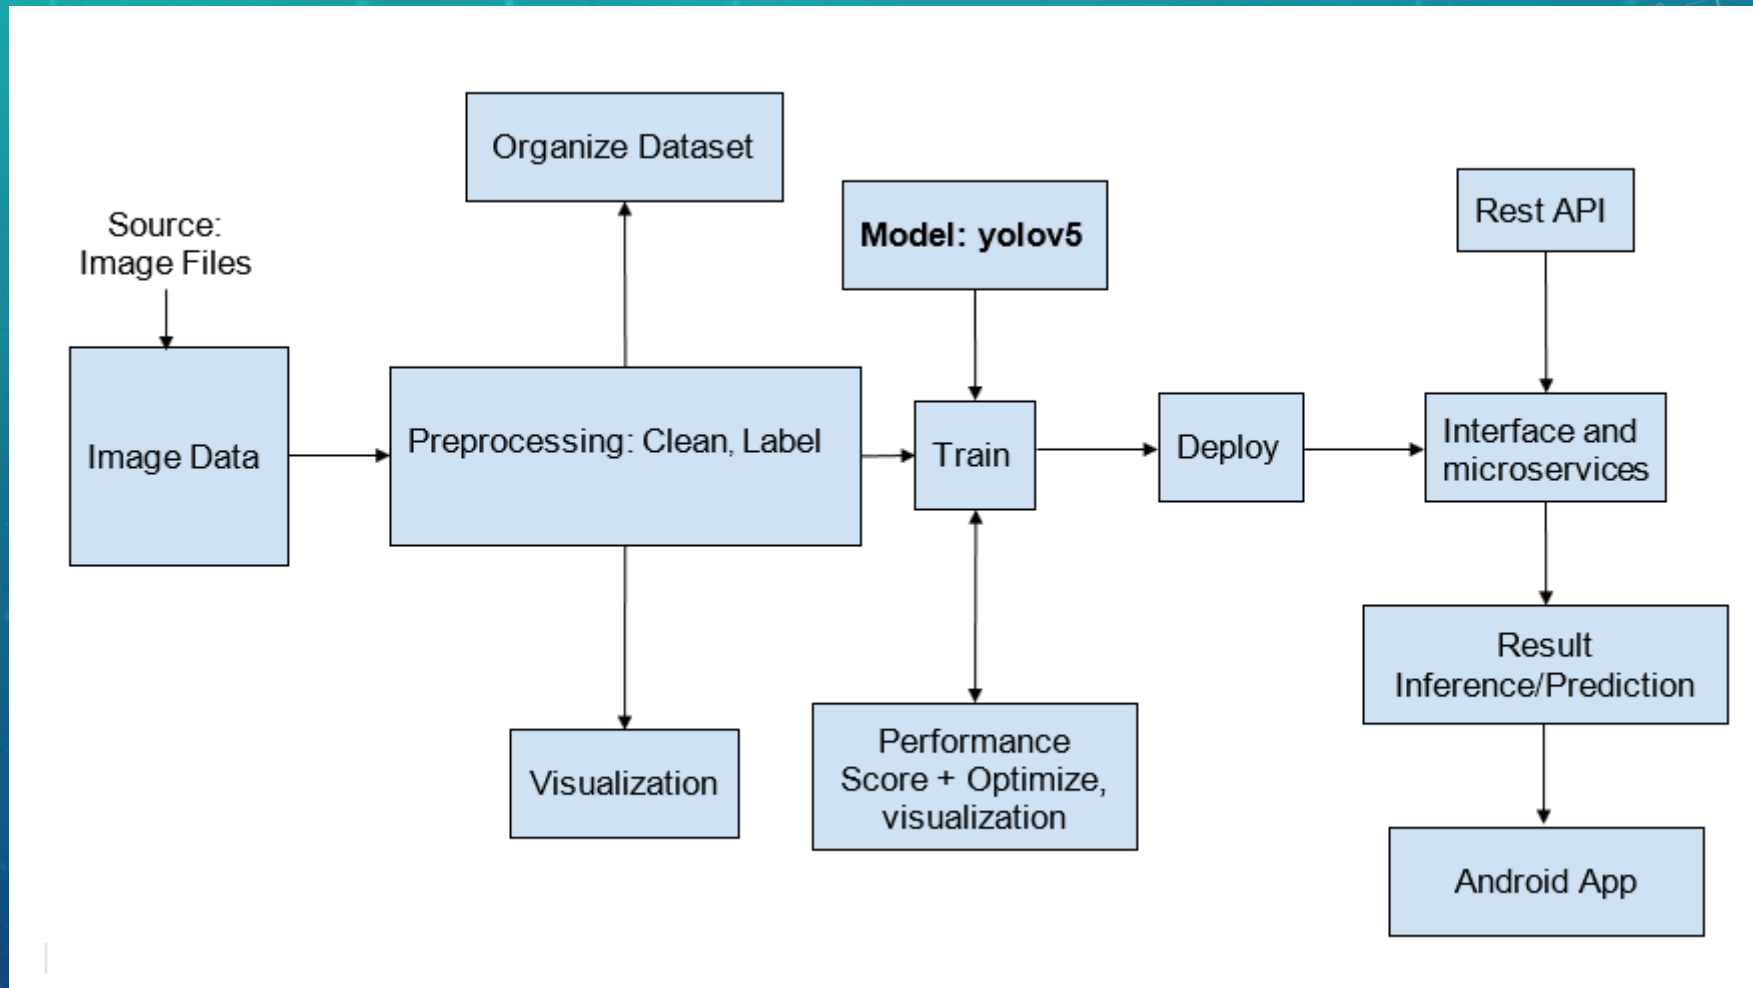 Organize Dataset
Source:
Image Files
Model: yolov5
Rest API
Image Data
Preprocessing: Clean, Label
Train
Deploy
Interface and
microservices
Result
Inference/Prediction
Visualization
Performance
Score + Optimize,
visualization
Android App